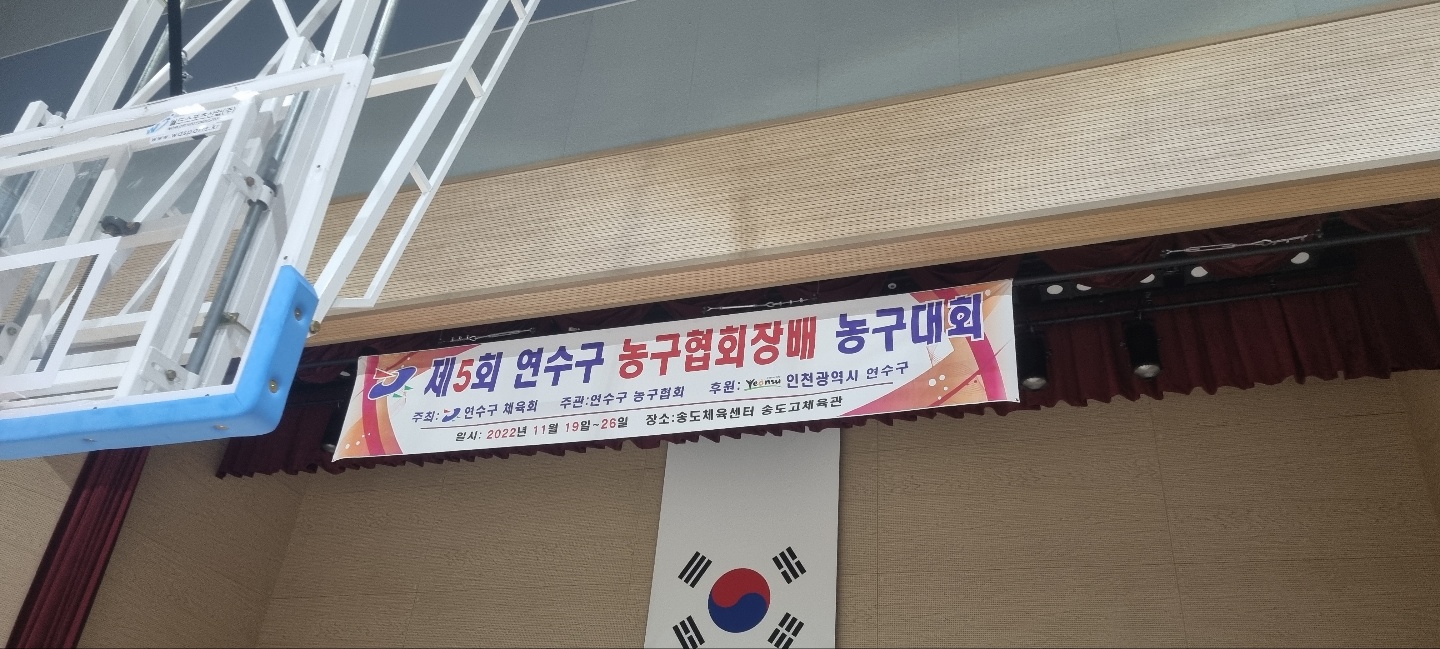 제5회 연수구 농구협회장배 농구대회
주최: 연수구 체육회 주관:연수구 농구협회 후원: Yeonsu 인천광역시 연수구
일시: 2022년 11월 19일~26일 장소:송도체육센터 송도고체육관